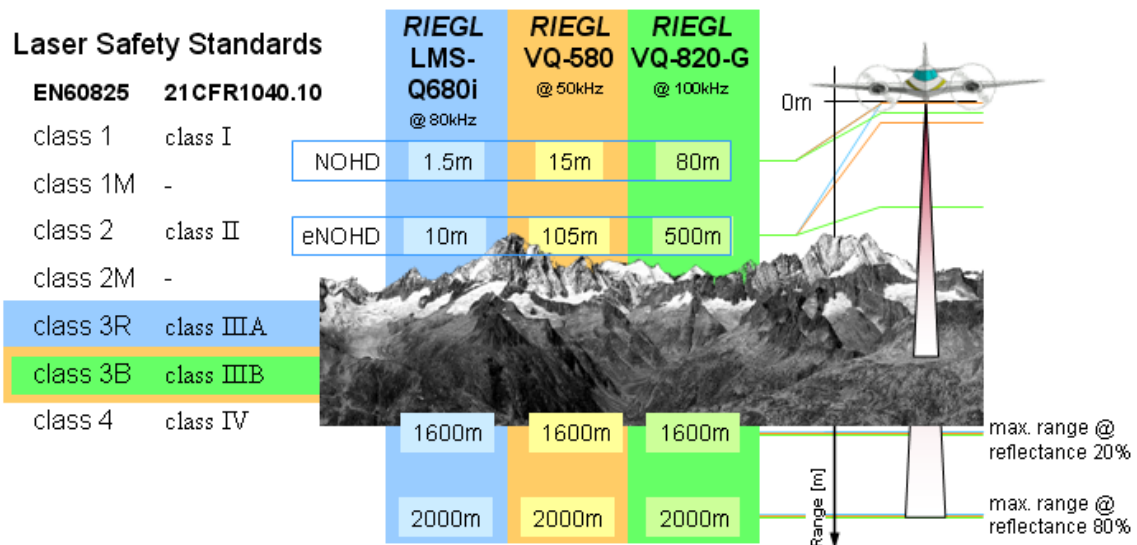 Laser Safety Standards
EN60825 21CFR1040.10
class 1 class I
class 1M -
class 2 class II
class 2M -
class 3R class IIIA
class 3B class IIIB
class 4 class IV
RIEGL
LMS-
Q680i
@ 80kHz
RIEGL
VQ-580
@ 50kHz
RIEGL
VQ-820-G
@ 100kHz
0m
NOHD 1.5m 15m 80m
eNOHD 10m 105m 500m
1600m 1600m 1600m
max. range @
reflectance 20%
2000m 2000m 2000m
max. range @
reflectance 80%
Range [m]